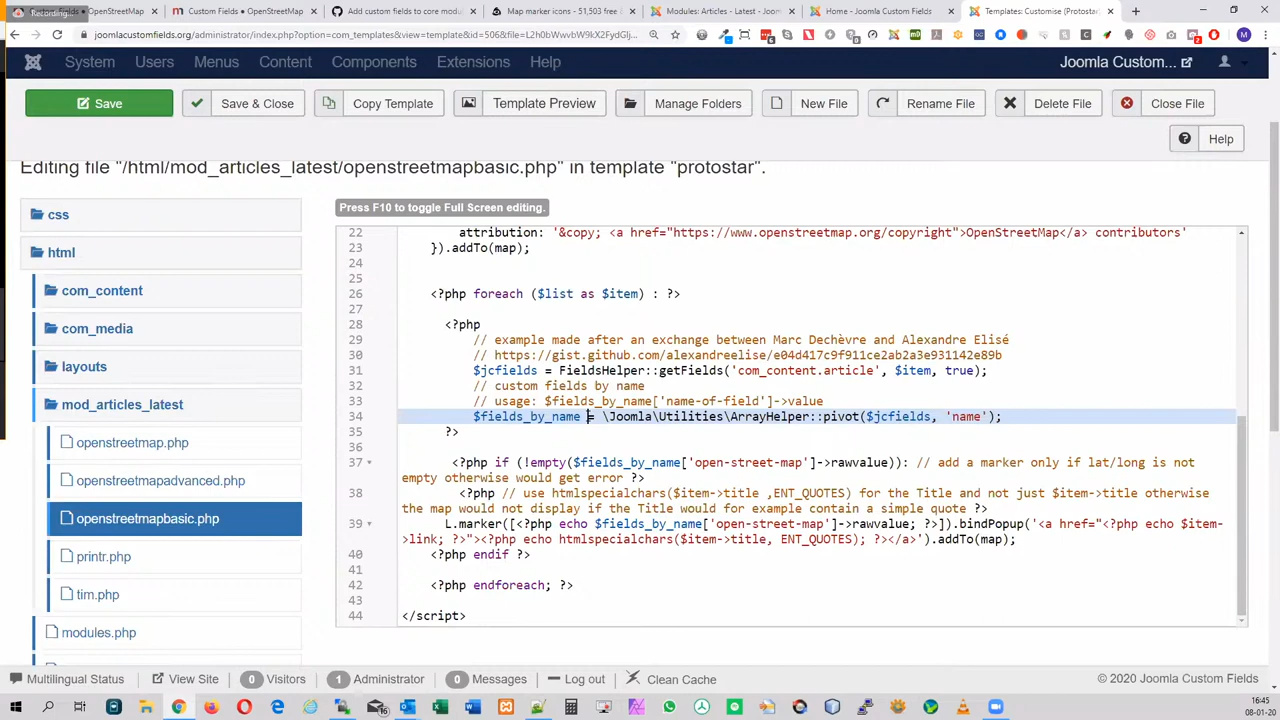 Recording...
Custom Fields • OpenStreetMap
Custom Fields • OpenStreetMap
Add custom fields to core modul
Map marker icons - 51,503 free v
Modules: Articles - Latest - Joom
Home - Joomla Custom Fields
Templates: Customise (Protostar
joomlacustomfields.org/administrator/index.php?option=com_templates&view=template&id=506&file=L2h0bWwvbW9kX2FydGlj...
System
Users
Menus
Content
Components
Extensions
Help
Joomla Custom...
Save
Save & Close
Copy Template
Template Preview
Manage Folders
New File
Rename File
Delete File
Close File
Help
Editing file "/html/mod_articles_latest/openstreetmapbasic.php" in template "protostar".
css
html
com_content
com_media
layouts
mod_articles_latest
openstreetmap.php
openstreetmapadvanced.php
openstreetmapbasic.php
printr.php
tim.php
modules.php
Press F10 to toggle Full Screen editing.
22 attribution: '&copy; <a href="https://www.openstreetmap.org/copyright">OpenStreetMap</a> contributors'
23 }).addTo(map);
24
25
26 <?php foreach ($list as $item) : ?>
27
28 <?php
29 // example made after an exchange between Marc Dechèvre and Alexandre Elisé
30 // https://gist.github.com/alexandreelise/e04d417c9f911ce2ab2a3e931142e89b
31 $jcfields = FieldsHelper::getFields('com_content.article', $item, true);
32 // custom fields by name
33 // usage: $fields_by_name['name-of-field']->value
34 $fields_by_name = \Joomla\Utilities\ArrayHelper::pivot($jcfields, 'name');
35 ?>
36
37 <?php if (!empty($fields_by_name['open-street-map']->rawvalue)): // add a marker only if lat/long is not
empty otherwise would get error ?>
38 <?php // use htmlspecialchars($item->title ,ENT_QUOTES) for the Title and not just $item->title otherwise
the map would not display if the Title would for example contain a simple quote ?>
39 L.marker([<?php echo $fields_by_name['open-street-map']->rawvalue; ?>]).bindPopup('<a href="<?php echo $item-
>link; ?>"><?php echo htmlspecialchars($item->title, ENT_QUOTES); ?></a>').addTo(map);
40 <?php endif ?>
41
42 <?php endforeach; ?>
43
44 </script>
Multilingual Status
View Site
0 Visitors
1 Administrator
0 Messages
Log out
Clean Cache
© 2020 Joomla Custom Fields
16:45
08-01-20